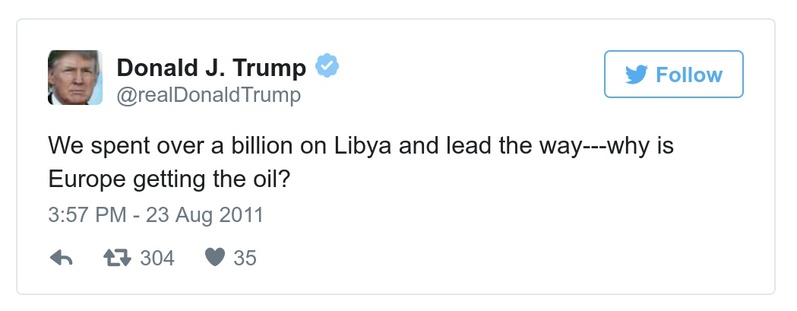 Donald J. Trump
@realDonaldTrump
Follow
We spent over a billion on Libya and lead the way---why is
Europe getting the oil?
3:57 PM - 23 Aug 2011
304 35